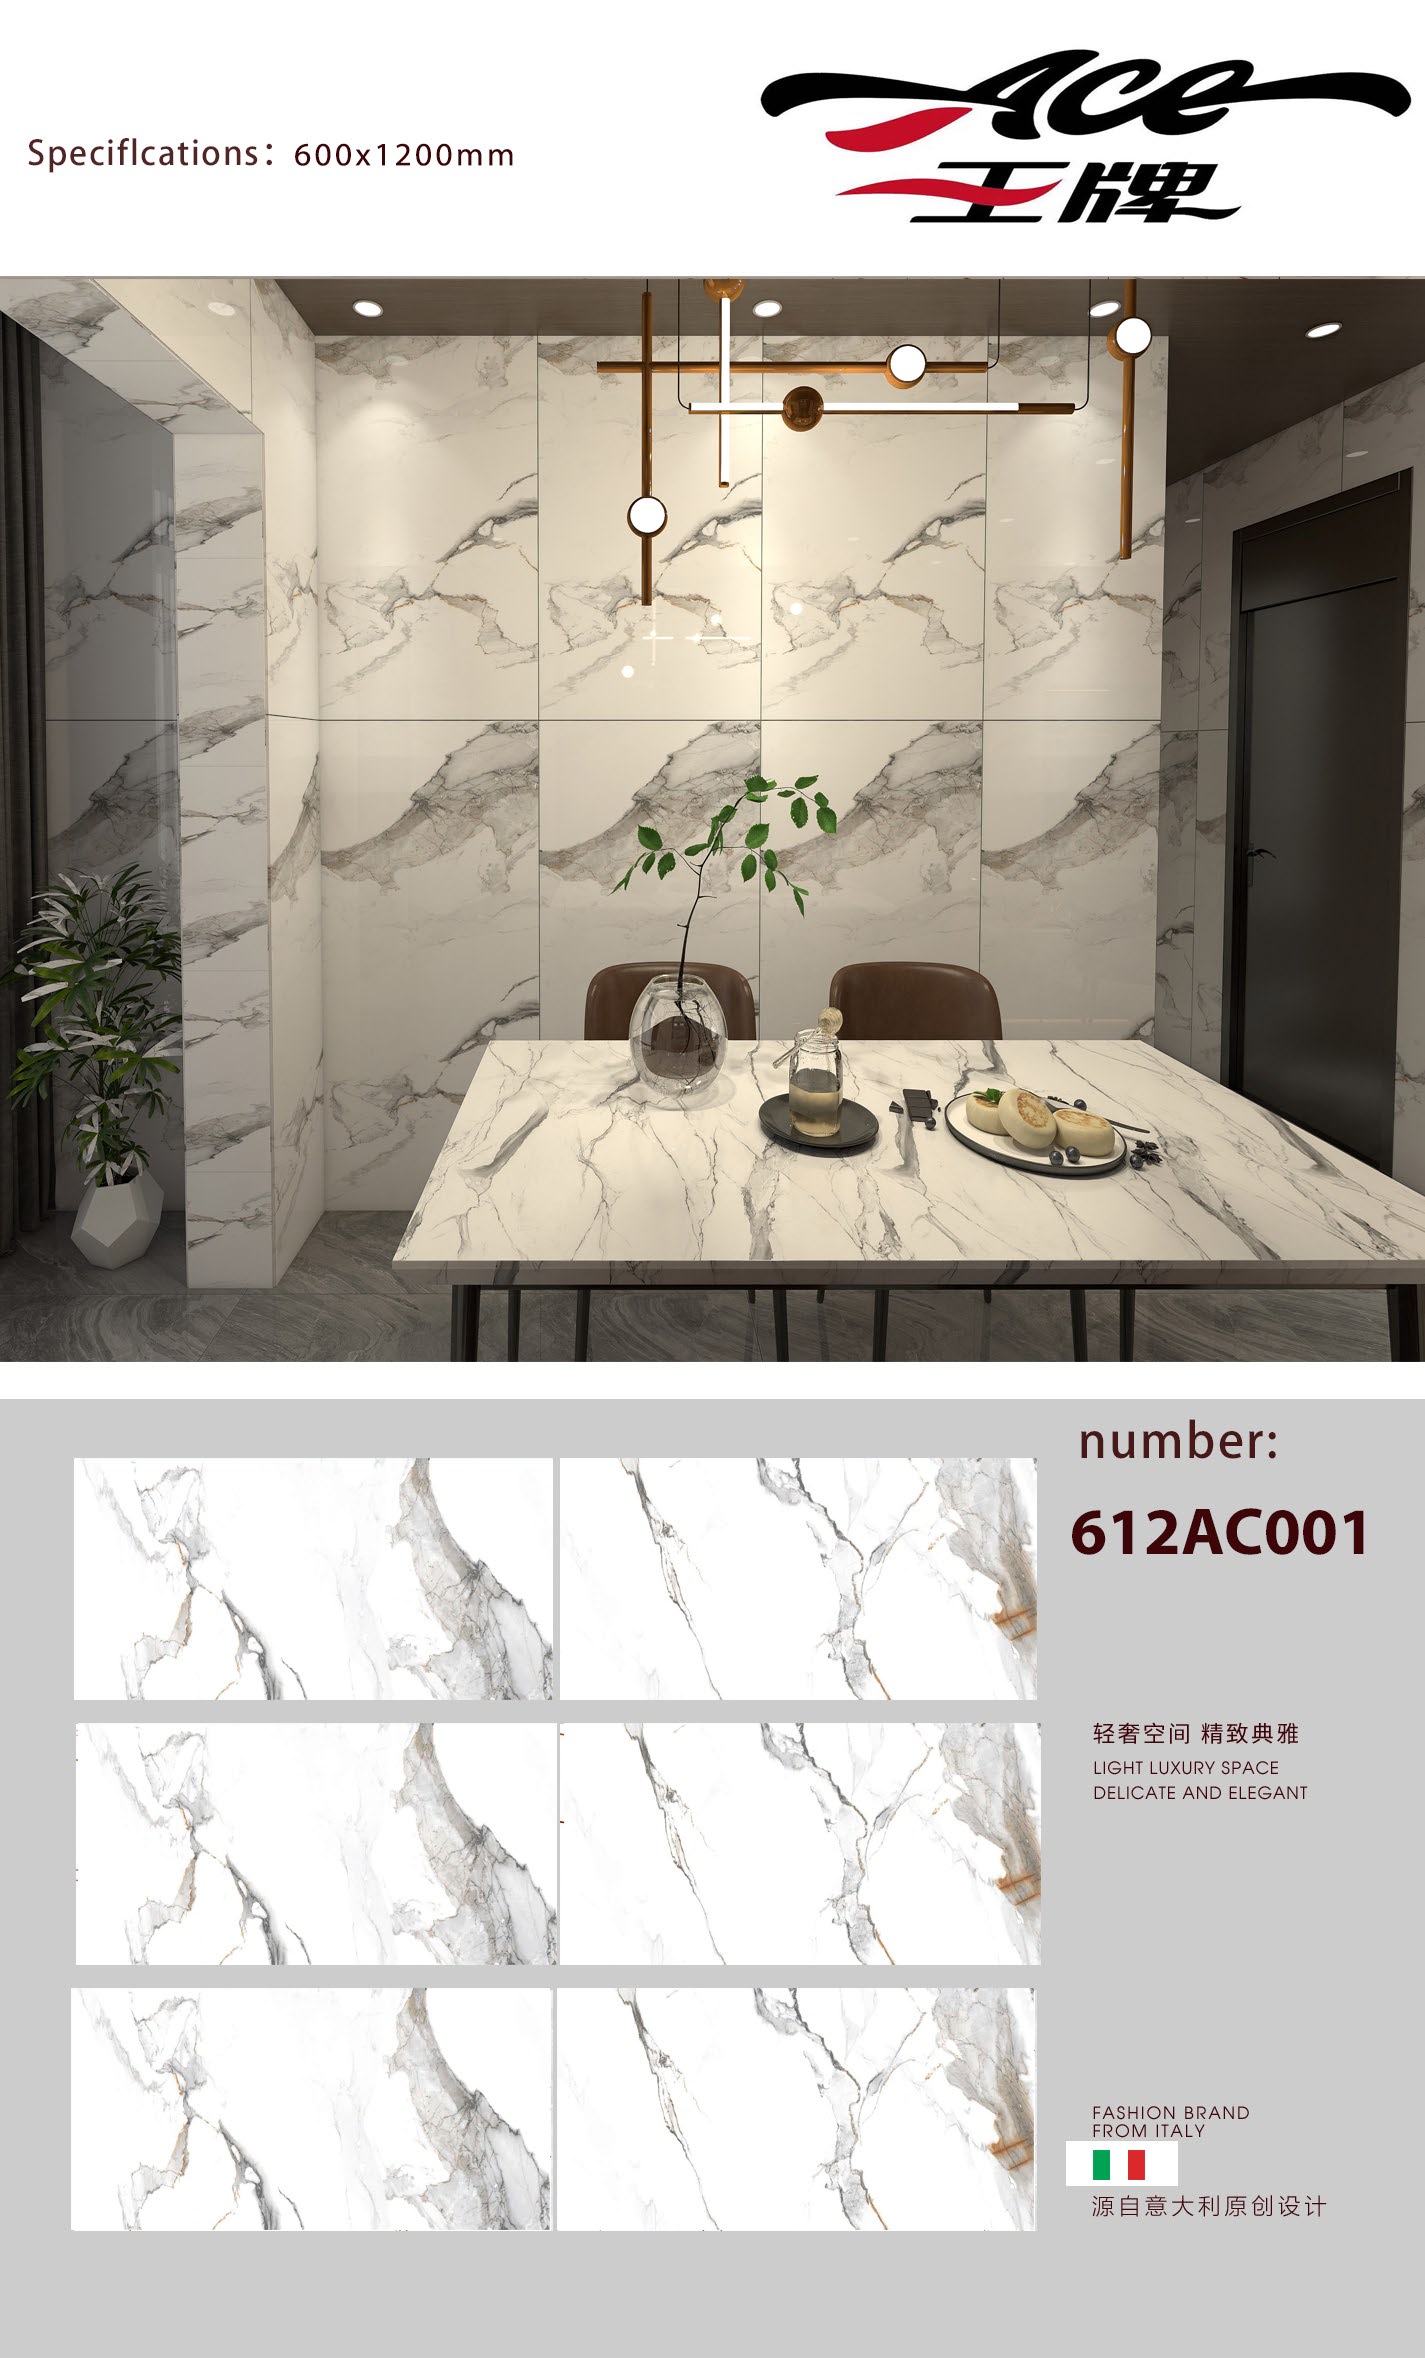 Ace
王牌
Speciflcations：600x1200mm
number:
612AC001
轻奢空间 精致典雅
LIGHT LUXURY SPACE
DELICATE AND ELEGANT
FASHION BRAND
FROM ITALY
源自意大利原创设计